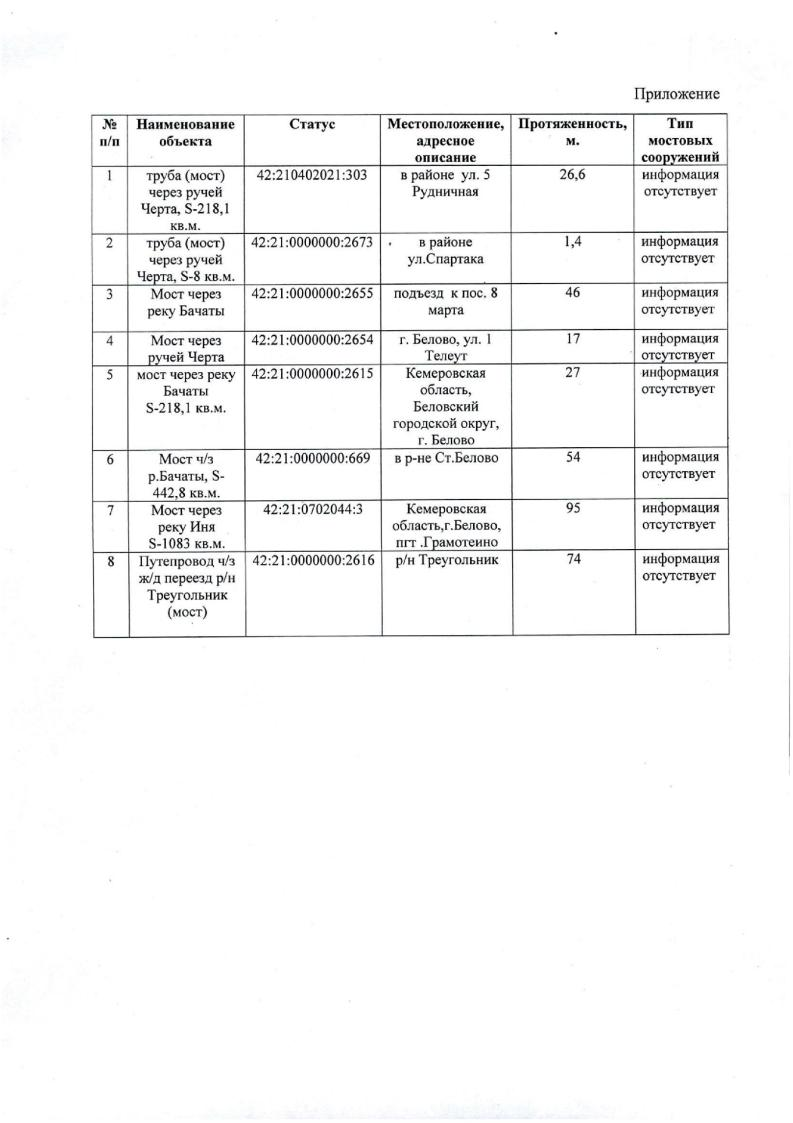 Приложение
№ п/п Наименование объекта Статус Местоположение, адресное описание Протяженность, м. Тип мостовых сооружений
1 труба (мост) через ручей Черта, S-218,1 кв.м. 42:210402021:303 в районе ул. 5 Рудничная 26,6 информация отсутствует
2 труба (мост) через ручей Черта, S-8 кв.м. 42:21:0000000:2673 в районе ул.Спартака 1,4 информация отсутствует
3 Мост через реку Бачаты 42:21:0000000:2655 подъезд к пос. 8 марта 46 информация отсутствует
4 Мост через ручей Черта 42:21:0000000:2654 г. Белово, ул. 1 Телеут 17 информация отсутствует
5 мост через реку Бачаты S-218,1 кв.м. 42:21:0000000:2615 Кемеровская область, Беловский городской округ, г. Белово 27 информация отсутствует
6 Мост ч/з р.Бачаты, S-442,8 кв.м. 42:21:0000000:669 в р-не Ст.Белово 54 информация отсутствует
7 Мост через реку Иня S-1083 кв.м. 42:21:0702044:3 Кемеровская область,г.Белово, пгт .Грамотеино 95 информация отсутствует
8 Путепровод ч/з ж/д переезд р/н Треугольник (мост) 42:21:0000000:2616 р/н Треугольник 74 информация отсутствует